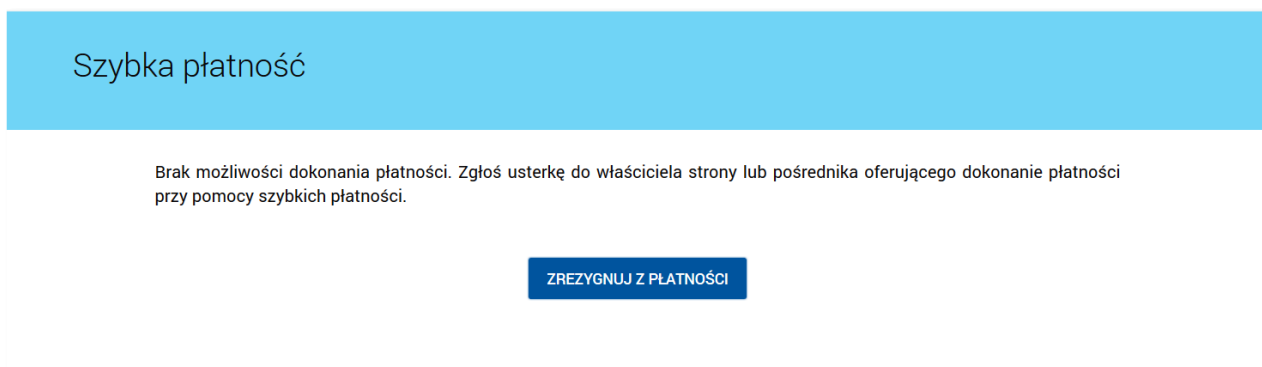 Szybka płatność
Brak możliwości dokonania płatności. Zgłoś usterkę do właściciela strony lub pośrednika oferującego dokonanie płatności
przy pomocy szybkich płatności.
ZREZYGNUJ Z PŁATNOŚCI